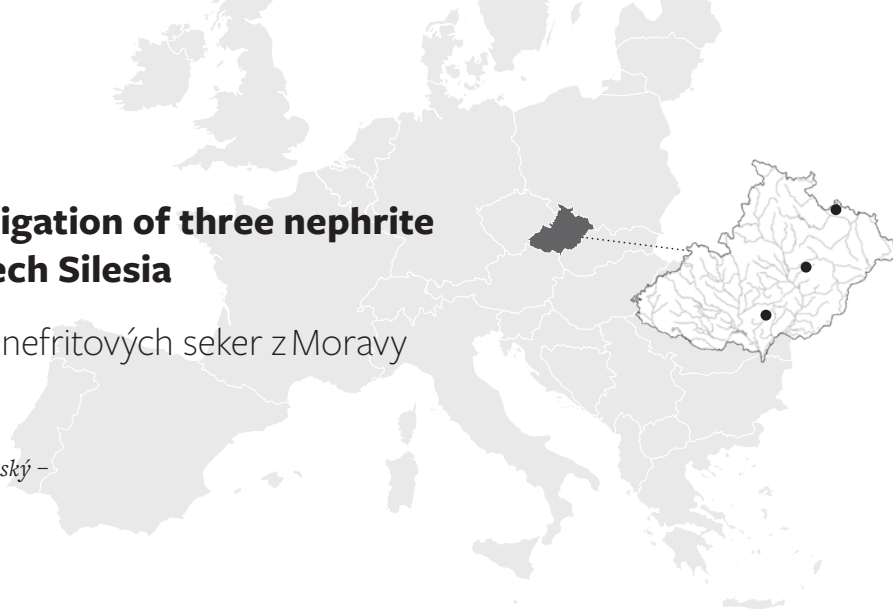 igation of three nephrite
ech Silesia
nefritových seker z Moravy
ský –